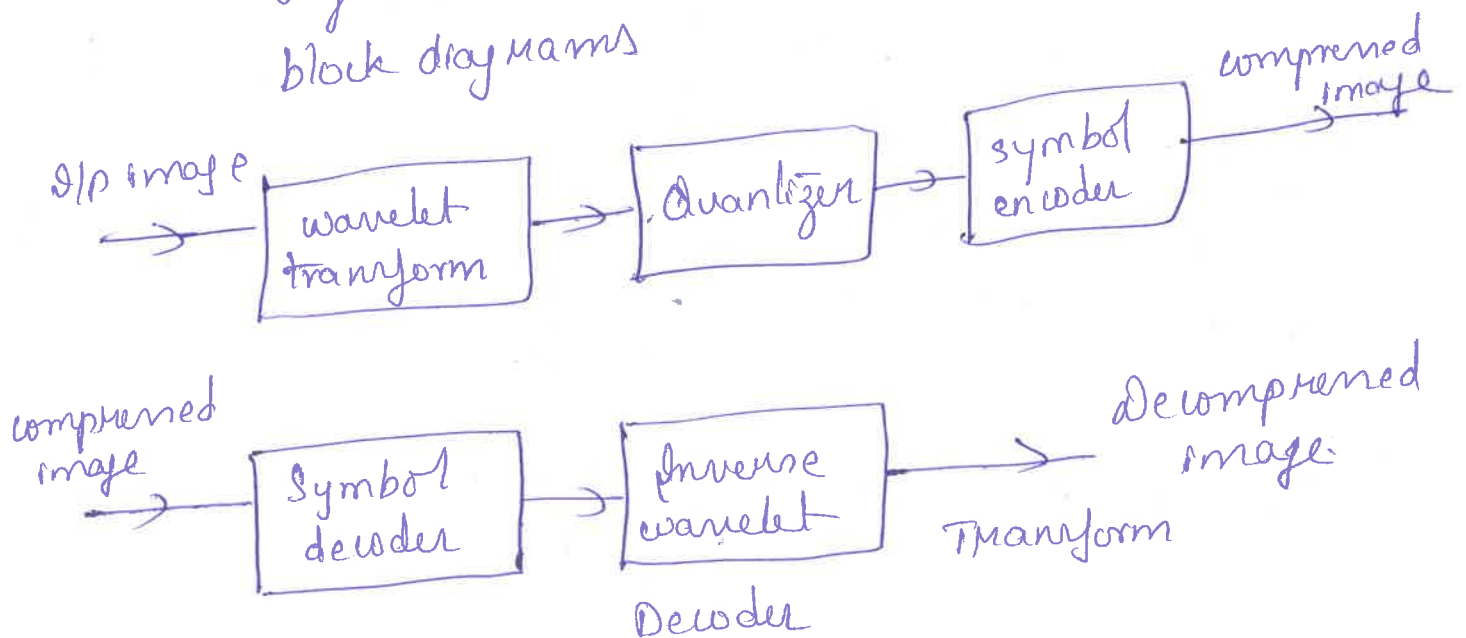 block diagrams
I/p image
wavelet
transform
Quantizer
symbol
encoder
compressed
image
compressed
image
Symbol
decoder
Inverse
wavelet
Transform
Decompressed
image.
Decoder